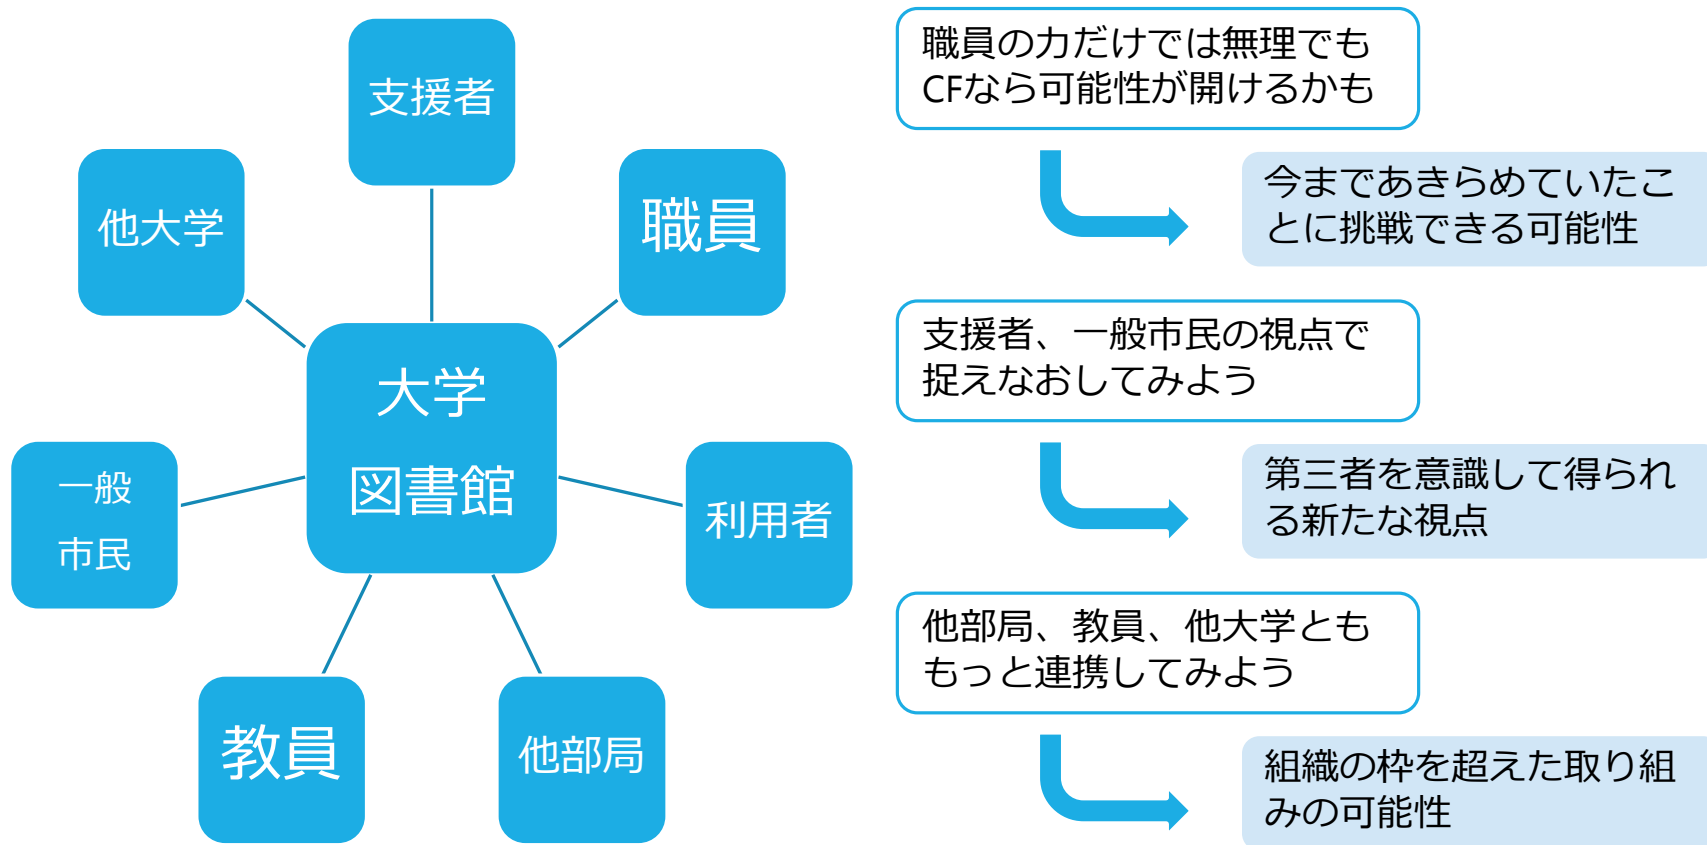 支援者
他大学
職員
大学
図書館
一般
市民
利用者
教員
他部局
職員の力だけでは無理でも
CFなら可能性が開けるかも
今まであきらめていたこ
とに挑戦できる可能性
支援者、一般市民の視点で
捉えなおしてみよう
第三者を意識して得られ
る新たな視点
他部局、教員、他大学とも
もっと連携してみよう
組織の枠を超えた取り組
みの可能性